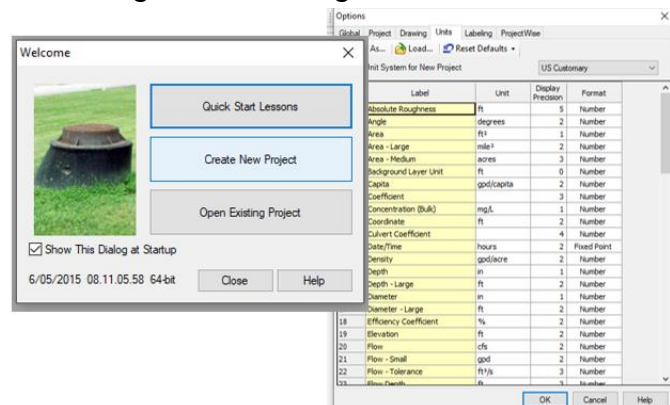 Welcome
Quick Start Lessons
Create New Project
Open Existing Project
Show This Dialog at Startup
6/05/2015 08.11.05.58 64-bit
Close
Help
Options
Global Project Drawing Units Labeling ProjectWise
As... Load... Reset Defaults
Unit System for New Project US Customary
Label Unit Display Precision Format
Absolute Roughness ft 5 Number
Angle degrees 2 Number
Area ft² 1 Number
Area - Large mile² 2 Number
Area - Medium acres 3 Number
Background Layer Unit ft 0 Number
Capita gpd/capita 2 Number
Coefficient 3 Number
Concentration (Bulk) mg/L 1 Number
Coordinate ft 2 Number
Culvert Coefficient 4 Number
Date/Time hours 2 Fixed Point
Density gpd/acre 2 Number
Depth in 1 Number
Depth - Large ft 2 Number
Diameter in 1 Number
Diameter - Large ft 2 Number
18 Efficiency Coefficient % 2 Number
19 Elevation ft 2 Number
20 Flow cfs 2 Number
21 Flow - Small gpd 2 Number
22 Flow - Tolerance ft³/s 3 Number
23 Flow Depth ft 3 Number
OK Cancel Help